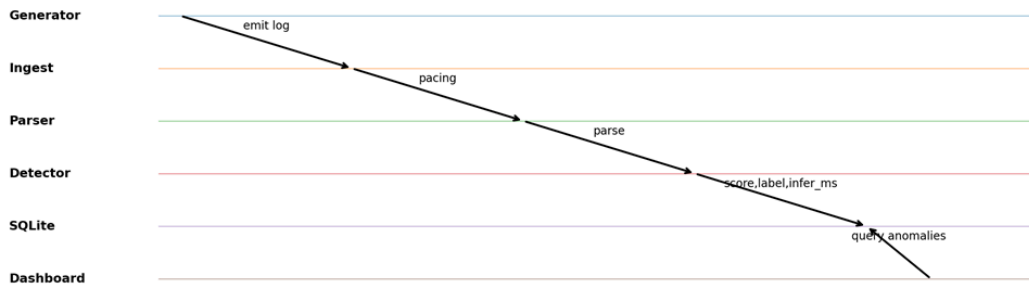 Generator
emit log
Ingest
pacing
Parser
parse
Detector
score,label,infer_ms
SQLite
query anomalies
Dashboard